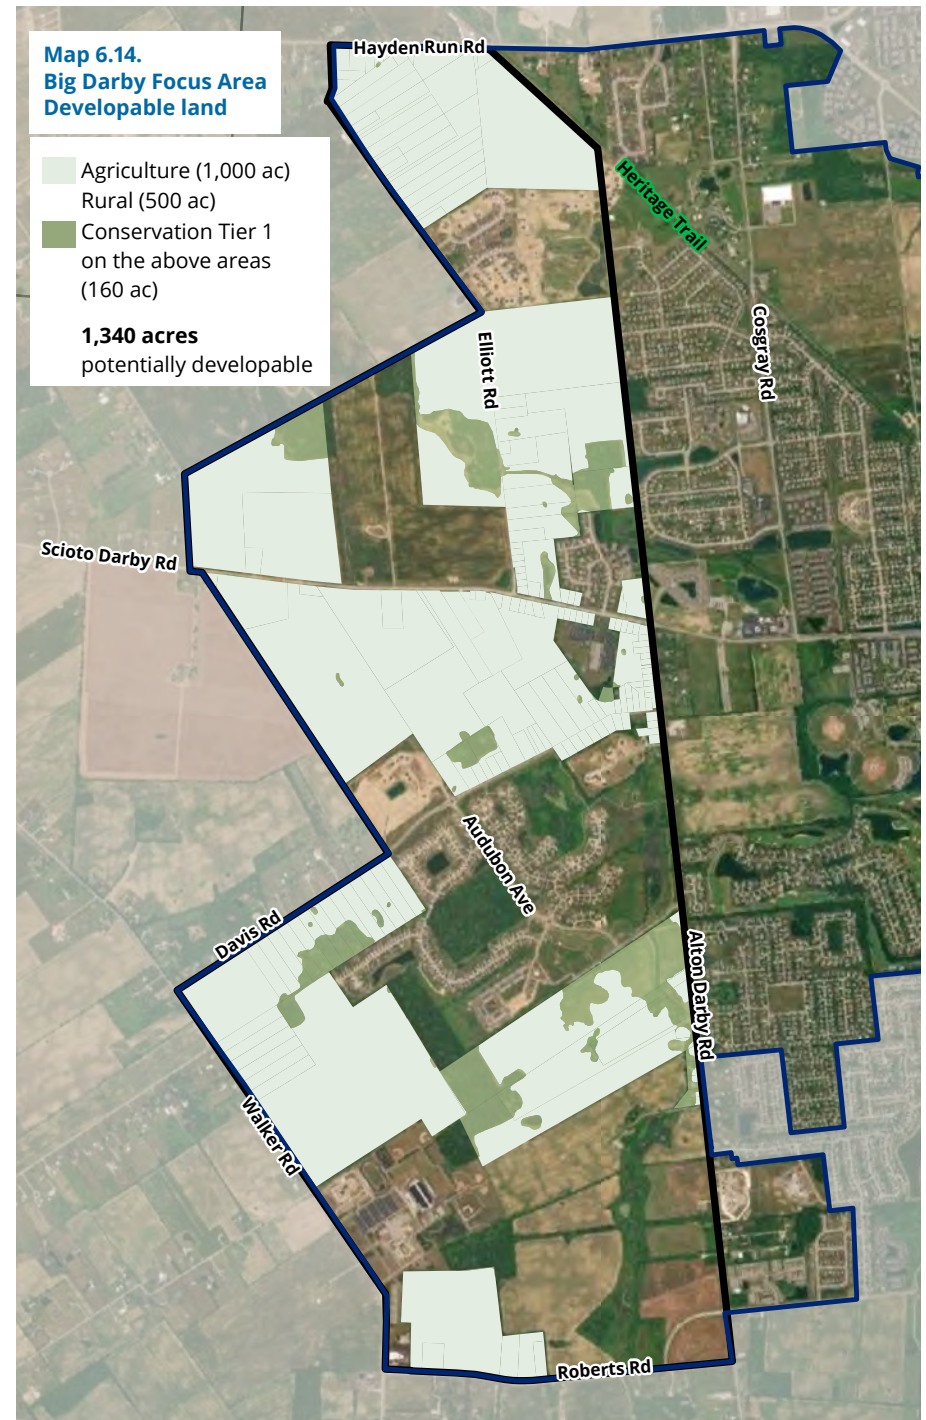 Map 6.14.
Big Darby Focus Area
Developable land
Agriculture (1,000 ac)
Rural (500 ac)
Conservation Tier 1
on the above areas
(160 ac)
1,340 acres
potentially developable
Hayden Run Rd
Heritage Trail
Cosgray Rd
Elliott Rd
Scioto Darby Rd
Audubon Ave
Davis Rd
Alton Darby Rd
Walker Rd
Roberts Rd